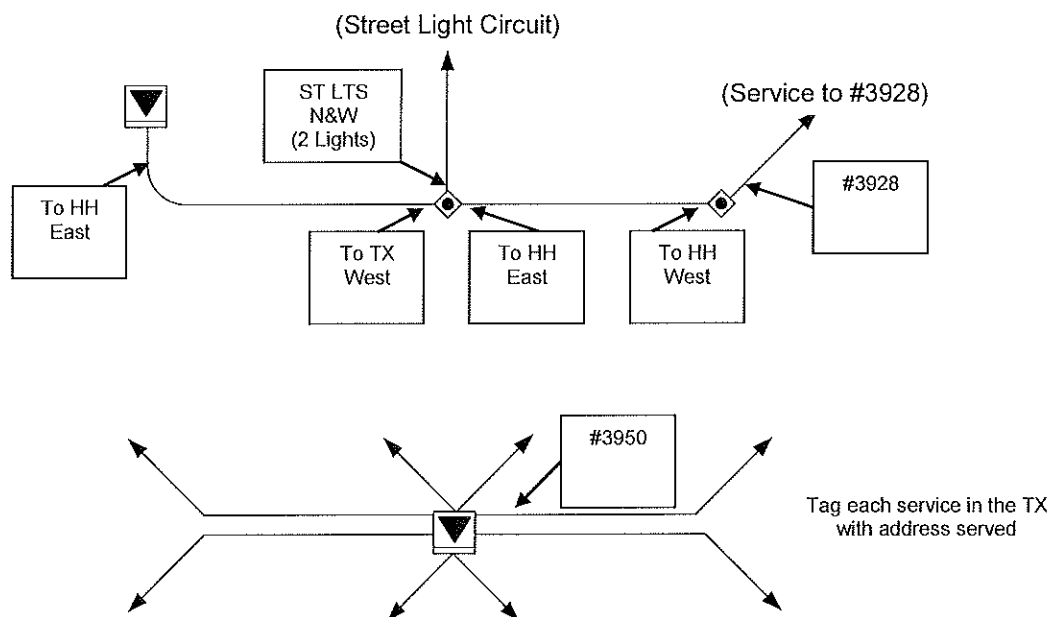 (Street Light Circuit)
ST LTS
N&W
(2 Lights)
(Service to #3928)
To HH
East
#3928
To TX
West
To HH
East
To HH
West
#3950
Tag each service in the TX
with address served